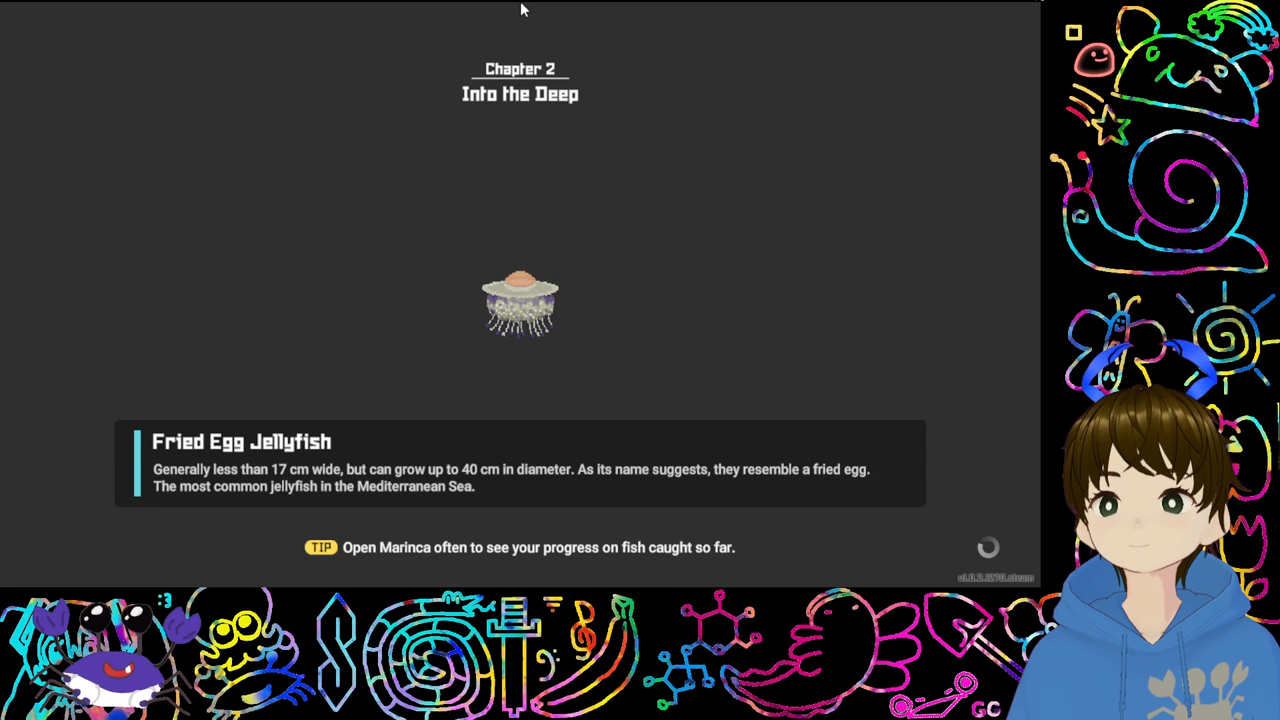 Chapter 2
Into the Deep
Fried Egg Jellyfish
Generally less than 17 cm wide, but can grow up to 40 cm in diameter. As its name suggests, they resemble a fried egg.
The most common jellyfish in the Mediterranean Sea.
TIP Open Marinca often to see your progress on fish caught so far.
:3
GC